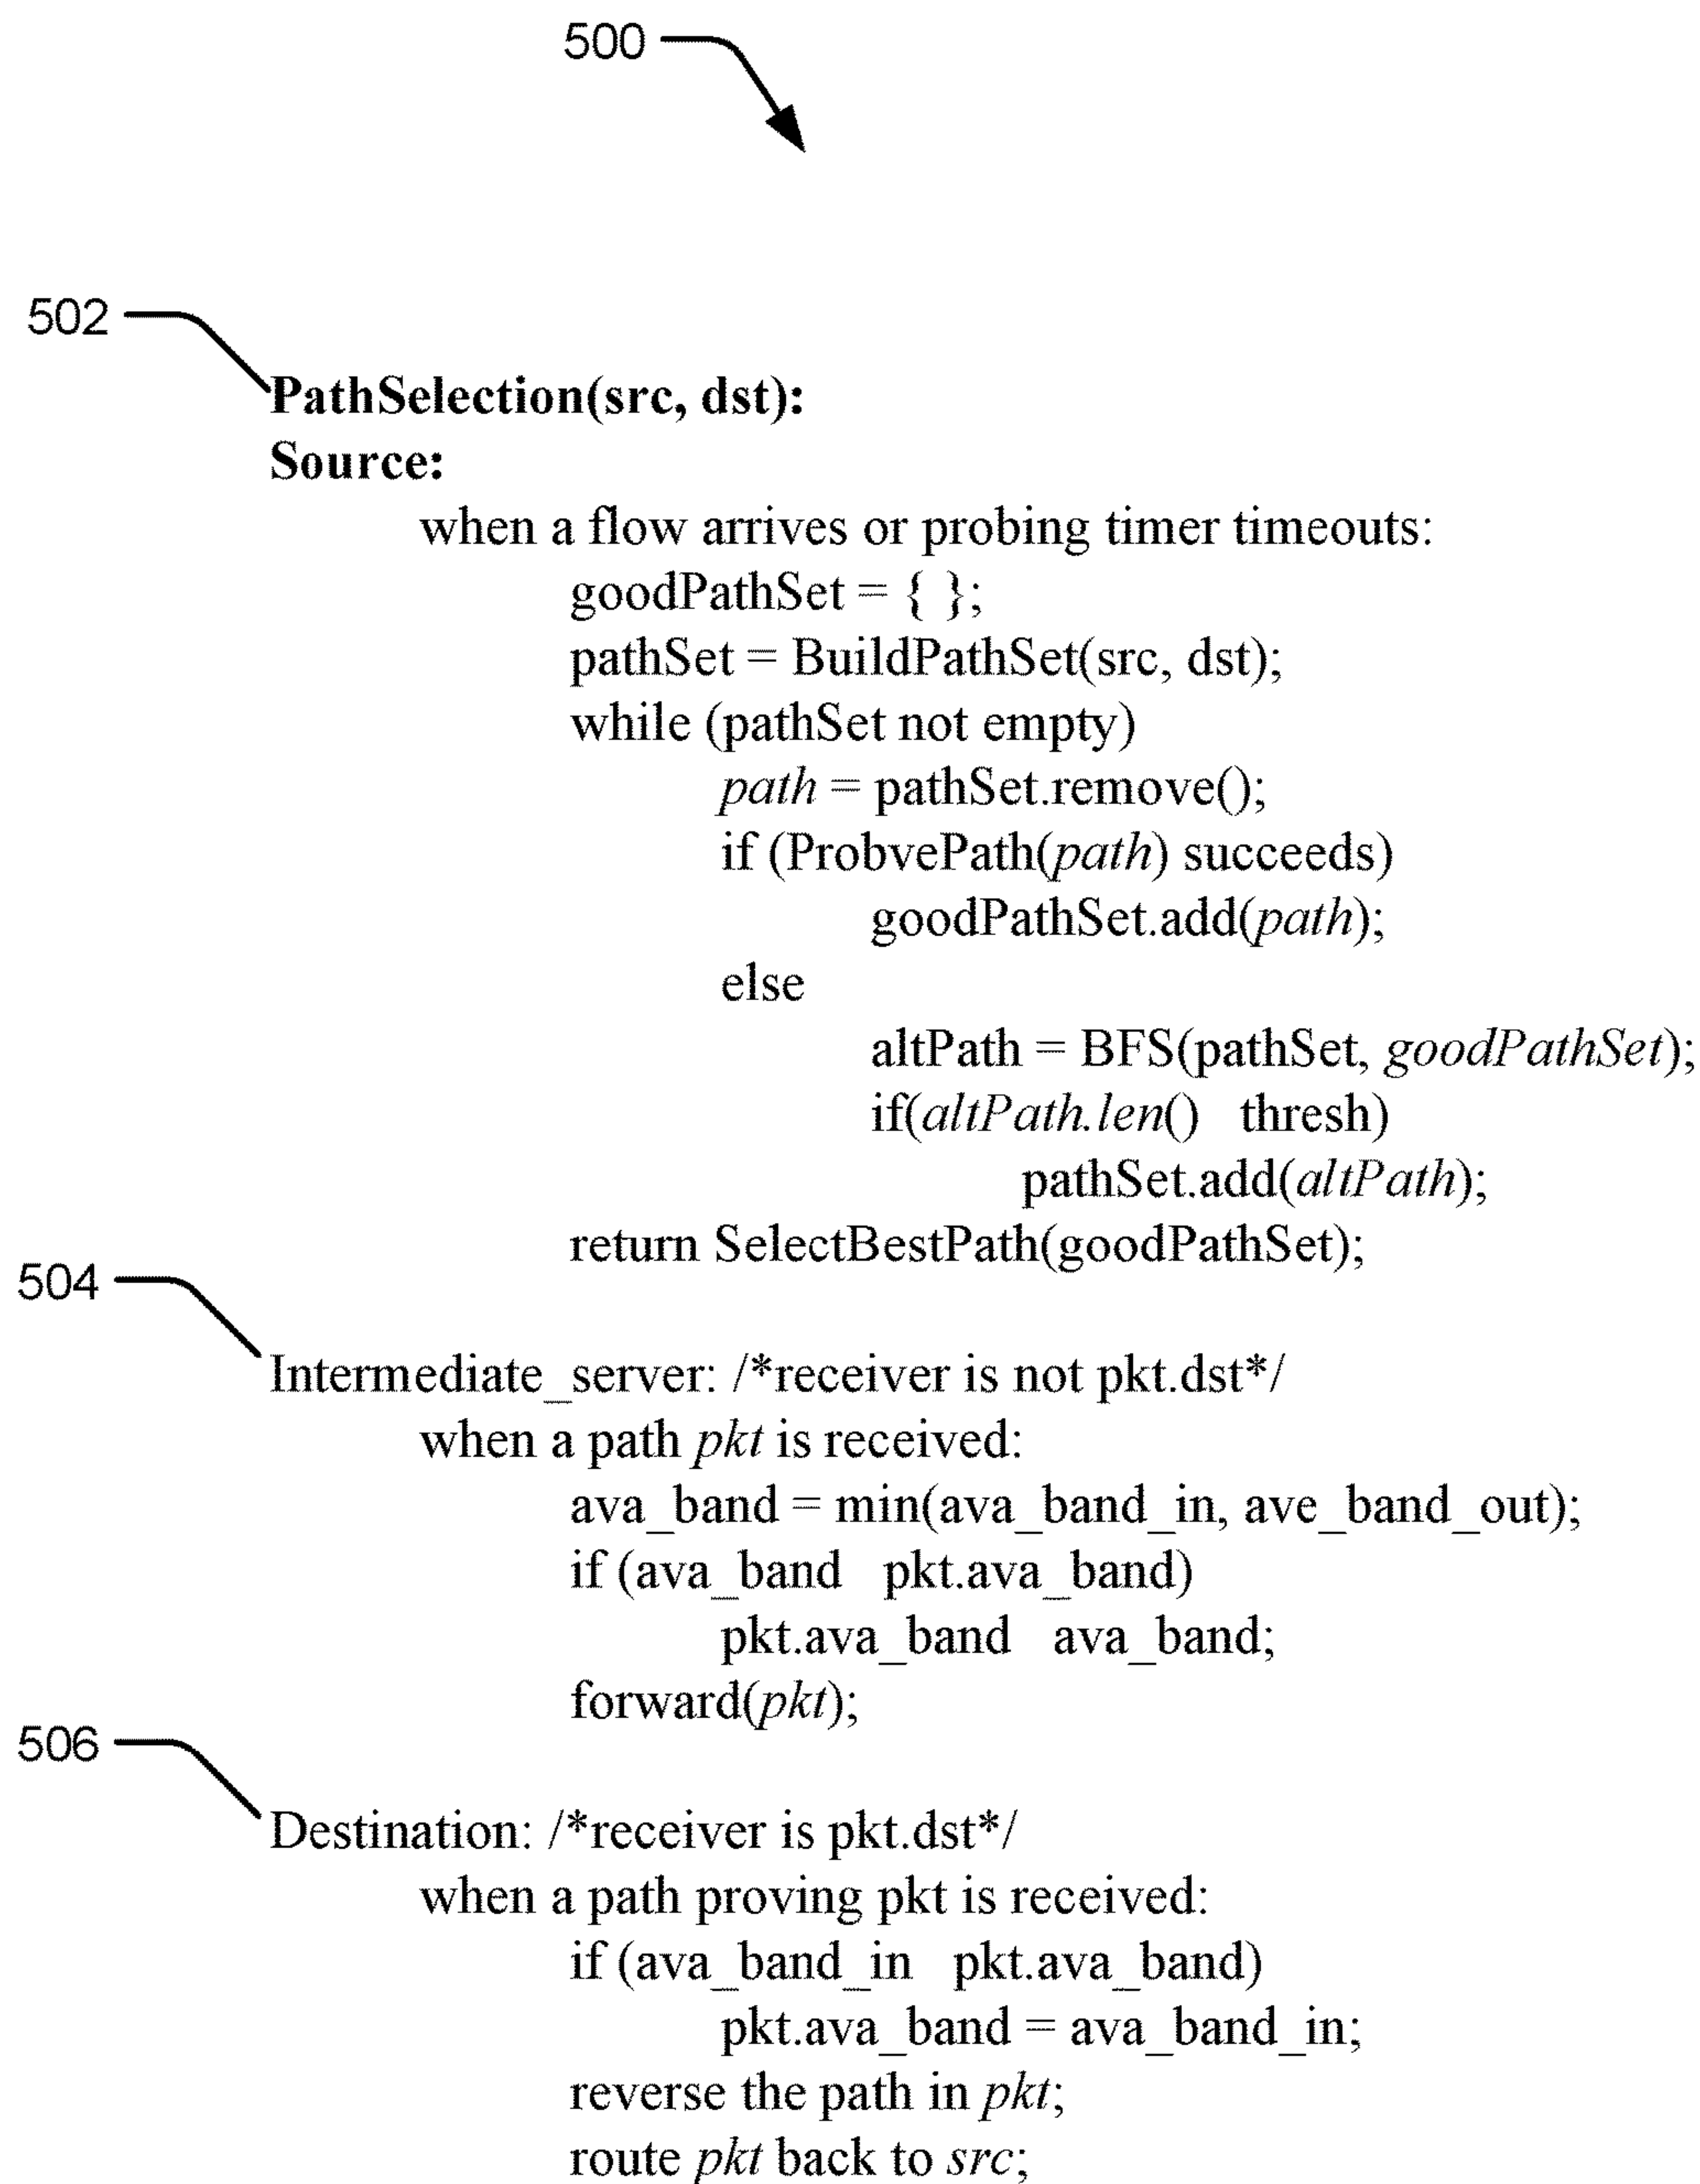 500
502
PathSelection(src, dst):
Source:
when a flow arrives or probing timer timeouts:
goodPathSet = { };
pathSet = BuildPathSet(src, dst);
while (pathSet not empty)
path = pathSet.remove();
if (ProbvePath(path) succeeds)
goodPathSet.add(path);
else
altPath = BFS(pathSet, goodPathSet);
if(altPath.len() thresh)
pathSet.add(altPath);
return SelectBestPath(goodPathSet);
504
Intermediate_server: /*receiver is not pkt.dst*/
when a path pkt is received:
ava_band = min(ava_band_in, ave_band_out);
if (ava_band pkt.ava_band)
pkt.ava_band ava_band;
forward(pkt);
506
Destination: /*receiver is pkt.dst*/
when a path proving pkt is received:
if (ava_band_in pkt.ava_band)
pkt.ava_band = ava_band_in;
reverse the path in pkt;
route pkt back to src;